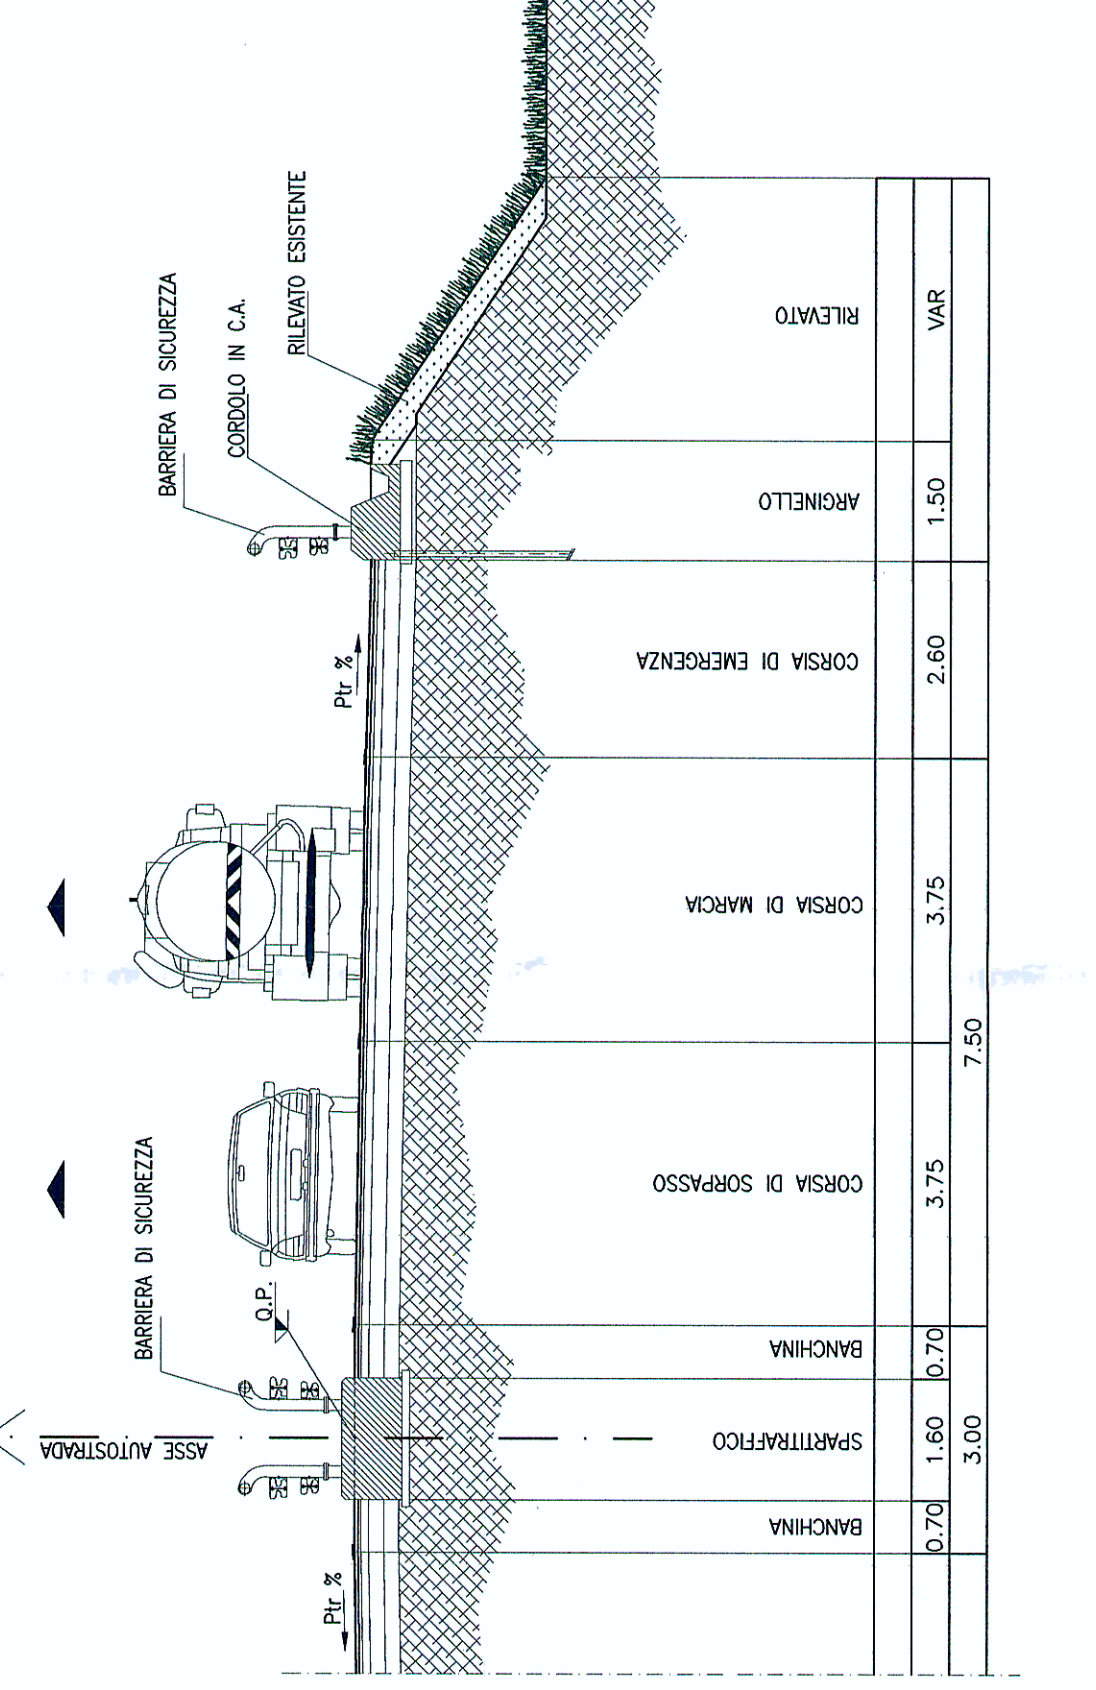 ASSE AUTOSTRADA
BARRIERA DI SICUREZZA
Q.P.
Ptr %
BARRIERA DI SICUREZZA
CORDOLO IN C.A.
RILEVATO ESISTENTE
Ptr %
BANCHINA
SPARTITRAFFICO
BANCHINA
CORSIA DI SORPASSO
CORSIA DI MARCIA
CORSIA DI EMERGENZA
ARGINELLO
RILEVATO
0.70 1.60 0.70 3.75 3.75 2.60 1.50 VAR
3.00 7.50